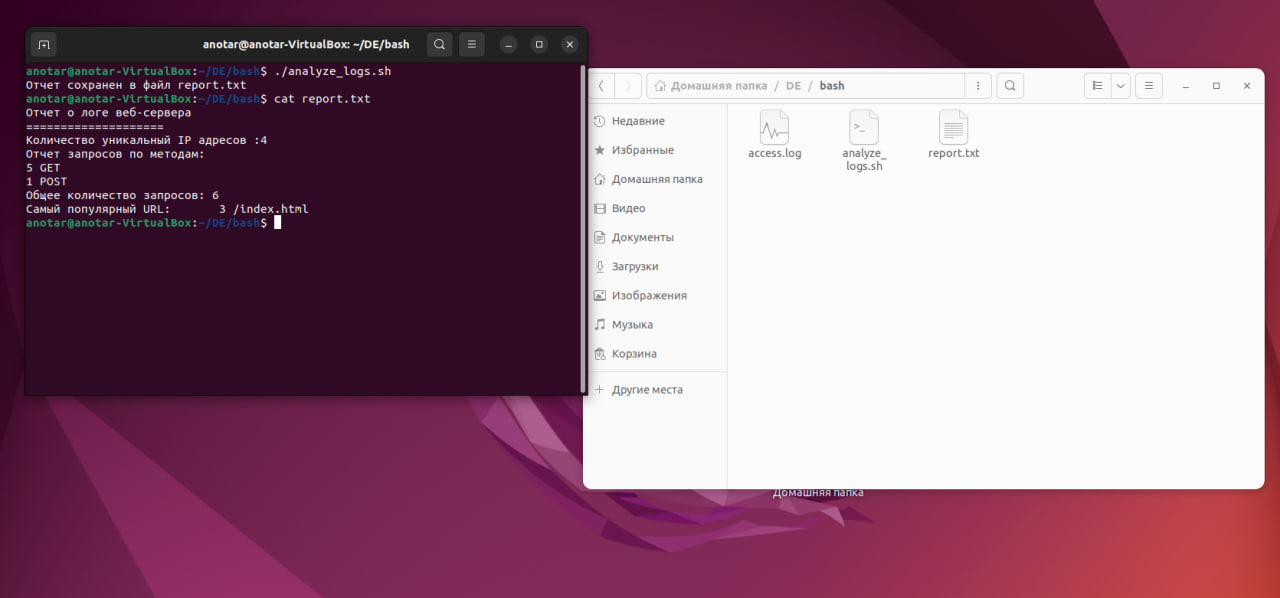 anotar@anotar-VirtualBox: ~/DE/bash
anotar@anotar-VirtualBox:~/DE/bash$ ./analyze_logs.sh
Отчет сохранен в файл report.txt
anotar@anotar-VirtualBox:~/DE/bash$ cat report.txt
Отчет о логе веб-сервера
====================
Количество уникальный IP адресов :4
Отчет запросов по методам:
5 GET
1 POST
Общее количество запросов: 6
Самый популярный URL:       3 /index.html
anotar@anotar-VirtualBox:~/DE/bash$
Домашняя папка / DE / bash
Недавние
Избранные
Домашняя папка
Видео
Документы
Загрузки
Изображения
Музыка
Корзина
Другие места
access.log
analyze_
logs.sh
report.txt
Домашняя папка